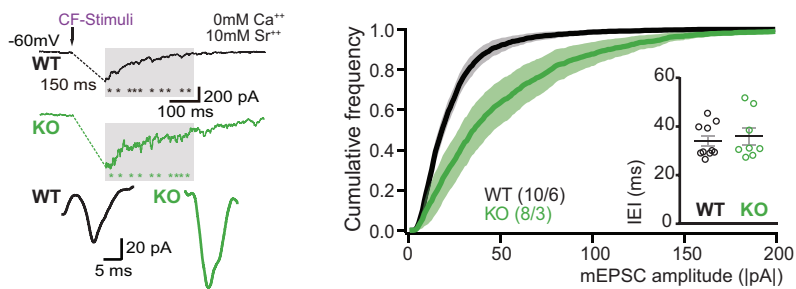 CF-Stimuli
0mM Ca⁺⁺
10mM Sr⁺⁺
-60mV
WT
150 ms
* * *** * * * **
200 pA
100 ms
KO
* * * * * * **** 
WT
KO
20 pA
5 ms
Cumulative frequency
1.0
0.8
0.6
0.4
0.2
0.0
0
50
100
150
200
mEPSC amplitude (|pA|)
WT (10/6)
KO (8/3)
IEI (ms)
60
40
20
0
WT
KO